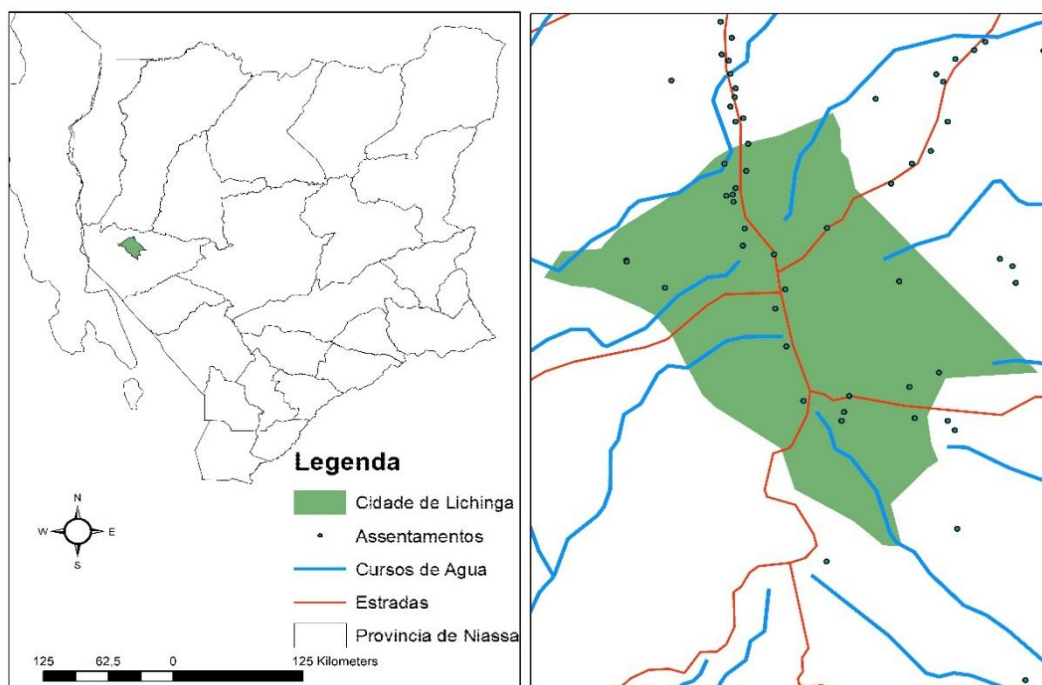 Legenda
Cidade de Lichinga
Assentamentos
Cursos de Agua
Estradas
Provincia de Niassa
N
W E
S
125 62,5 0 125 Kilometers